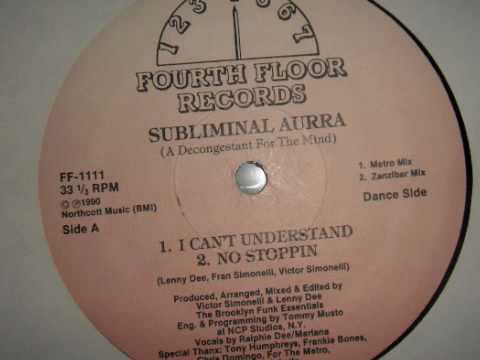 1 2 3 4 5 6 7
FOURTH FLOOR
RECORDS
SUBLIMINAL AURRA
(A Decongestant For The Mind)
FF-1111
33 1/3 RPM
© ℗1990
Northcott Music (BMI)
Side A
1. Metro Mix
2. Zanzibar Mix
Dance Side
1. I CAN'T UNDERSTAND
2. NO STOPPIN
(Lenny Dee, Fran Simonelli, Victor Simonelli)
Produced, Arranged, Mixed & Edited by
Victor Simonelli & Lenny Dee
The Brooklyn Funk Essentials
Eng. & Programming by Tommy Musto
at NCP Studios, N.Y.
Vocals by Ralphie Dee/Marlana
Special Thanx: Tony Humphreys, Frankie Bones,
Chris Domingo, For The Metro,